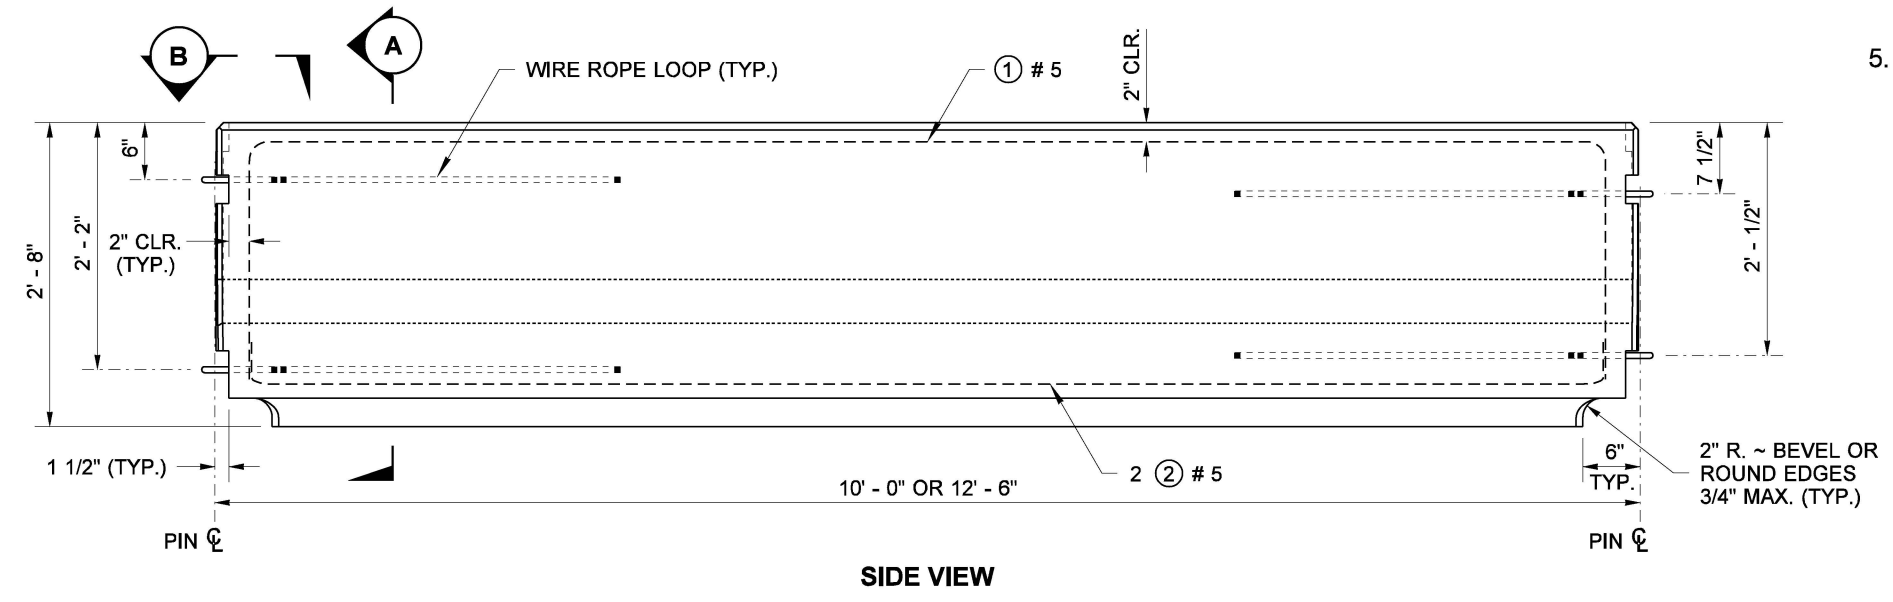 B
A
WIRE ROPE LOOP (TYP.)
1 # 5
2" CLR.
5.
6"
7 1/2"
2' - 8"
2' - 2"
2" CLR.
(TYP.)
2' - 1/2"
1 1/2" (TYP.)
2 2 # 5
6"
TYP.
2" R. ~ BEVEL OR
ROUND EDGES
3/4" MAX. (TYP.)
10' - 0" OR 12' - 6"
PIN ℄
PIN ℄
SIDE VIEW